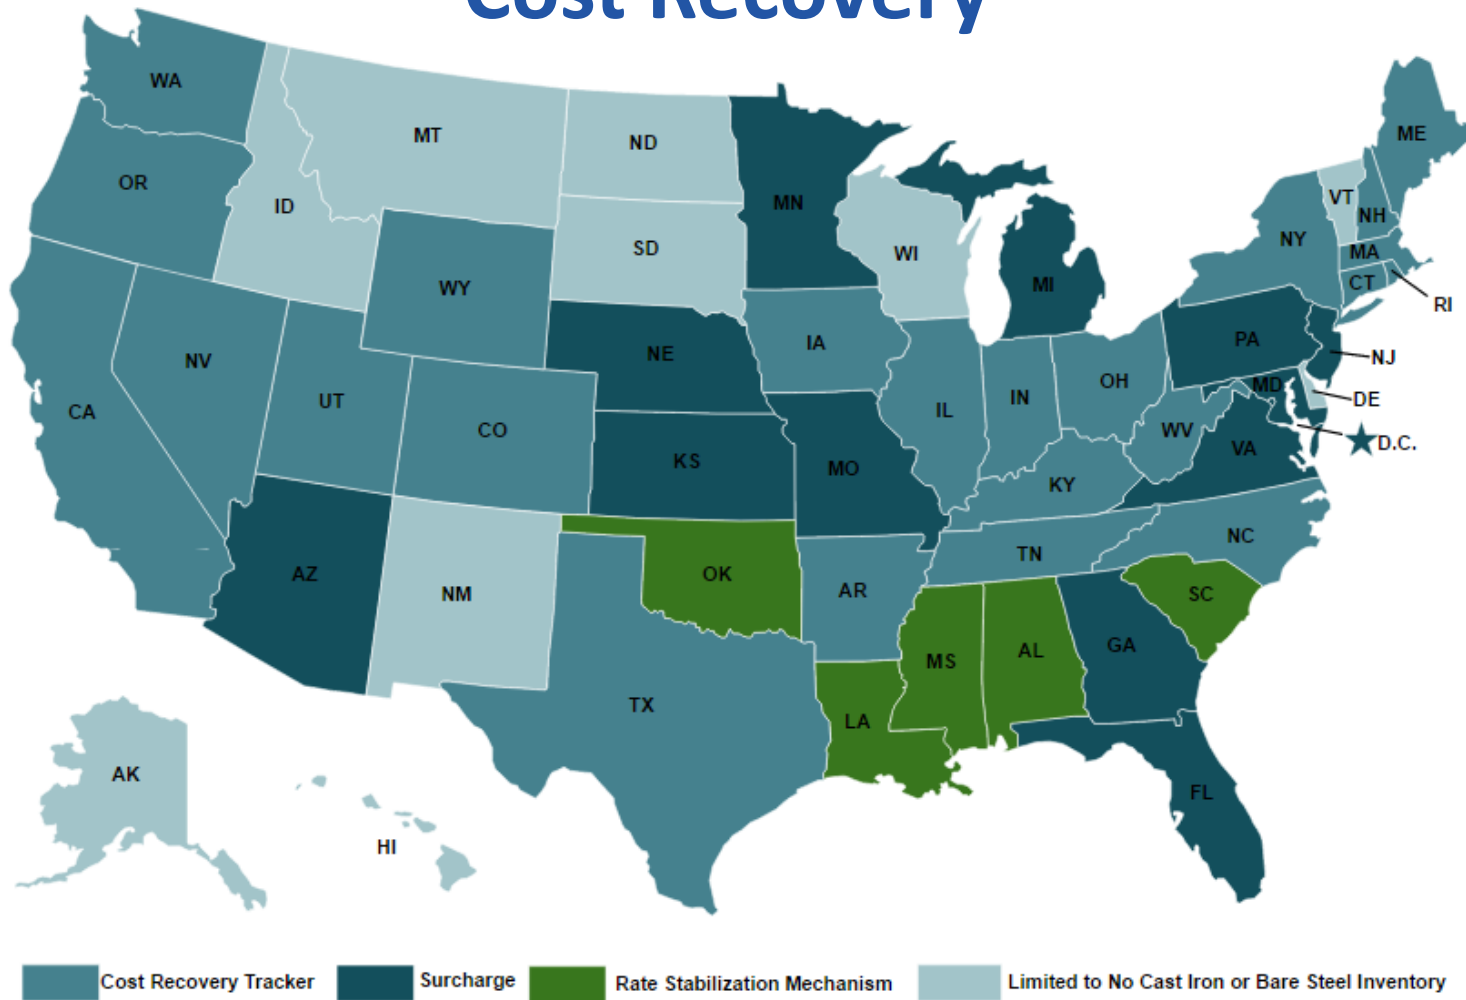 Cost Recovery
WA
MT
ND
ME
OR
ID
MN
VT
NH
SD
WI
NY
MA
WY
MI
CT
RI
NV
NE
IA
PA
NJ
UT
OH
MD
CA
CO
IL
IN
DE
WV
KS
MO
VA
D.C.
KY
NC
AZ
TN
OK
NM
AR
SC
TX
MS
AL
GA
LA
AK
FL
HI
Cost Recovery Tracker
Surcharge
Rate Stabilization Mechanism
Limited to No Cast Iron or Bare Steel Inventory